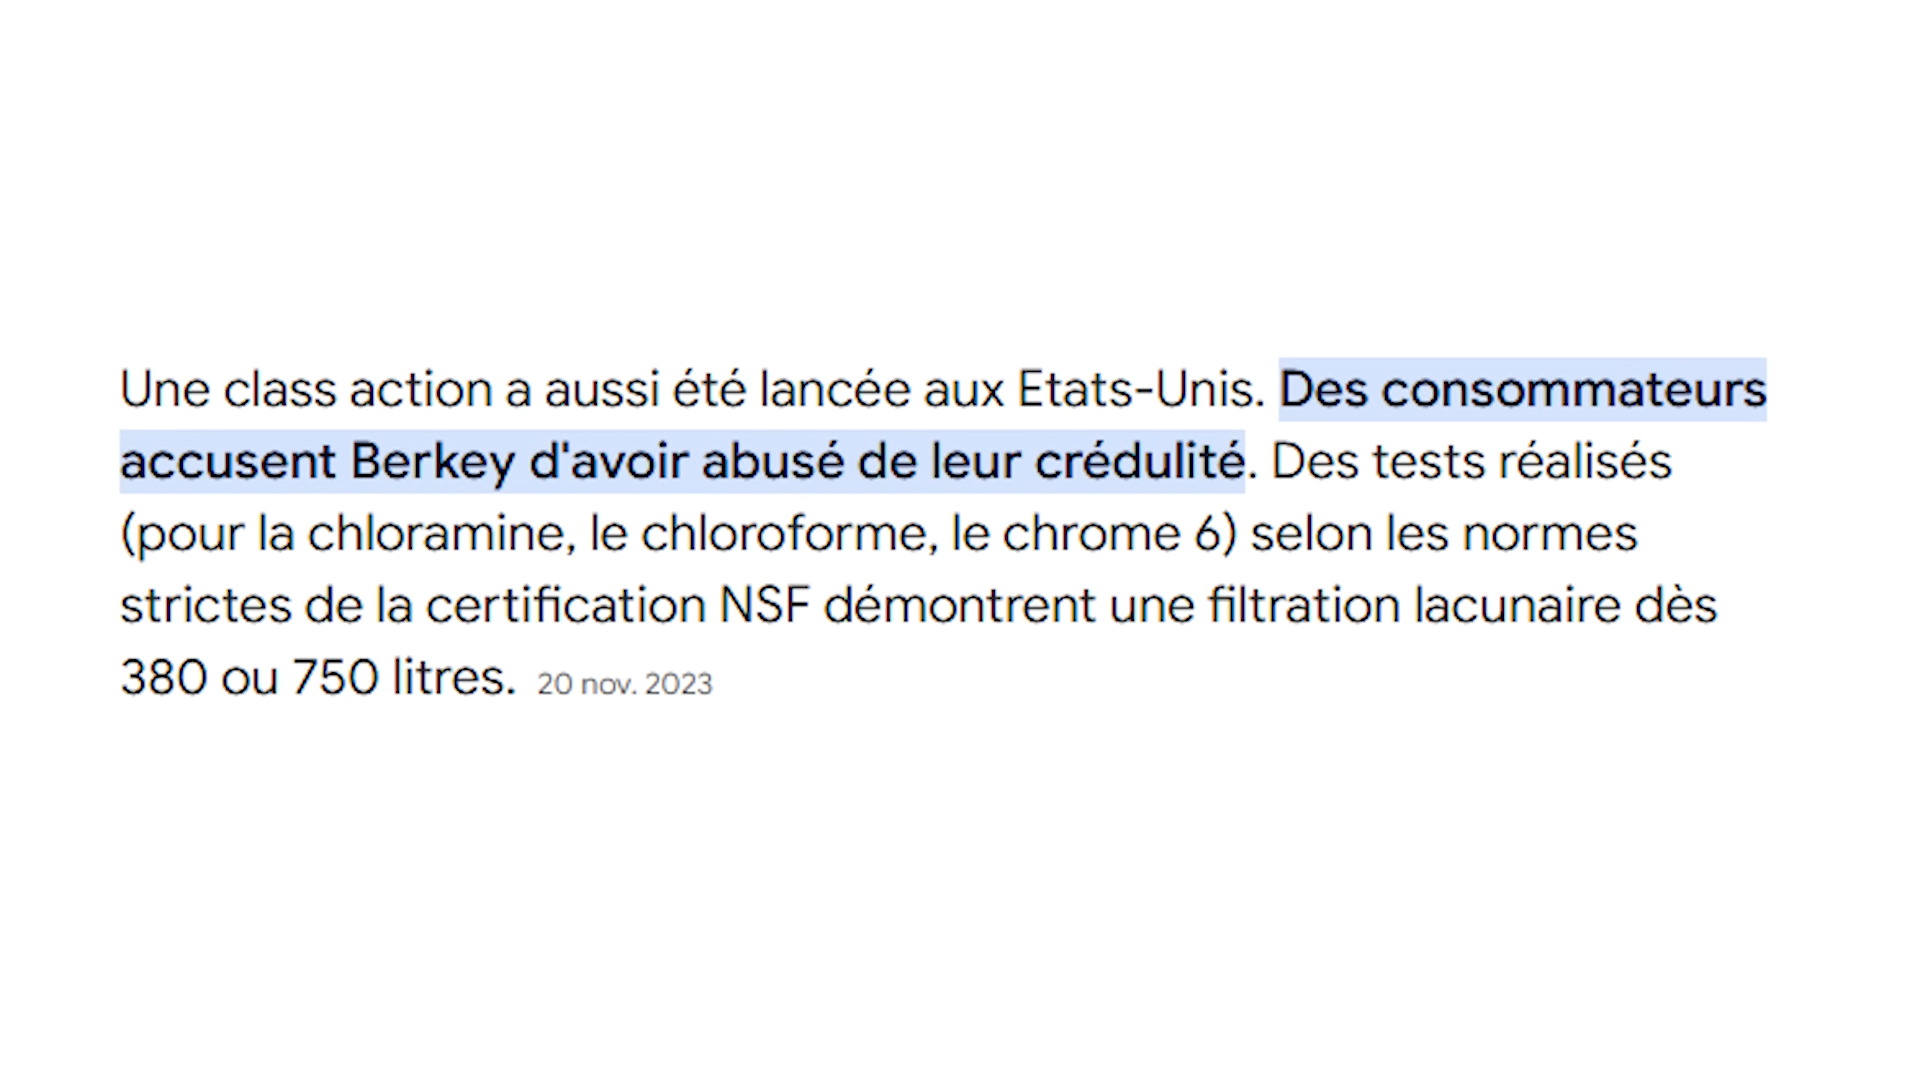 Une class action a aussi été lancée aux Etats-Unis. Des consommateurs
accusent Berkey d'avoir abusé de leur crédulité. Des tests réalisés
(pour la chloramine, le chloroforme, le chrome 6) selon les normes
strictes de la certification NSF démontrent une filtration lacunaire dès
380 ou 750 litres. 20 nov. 2023